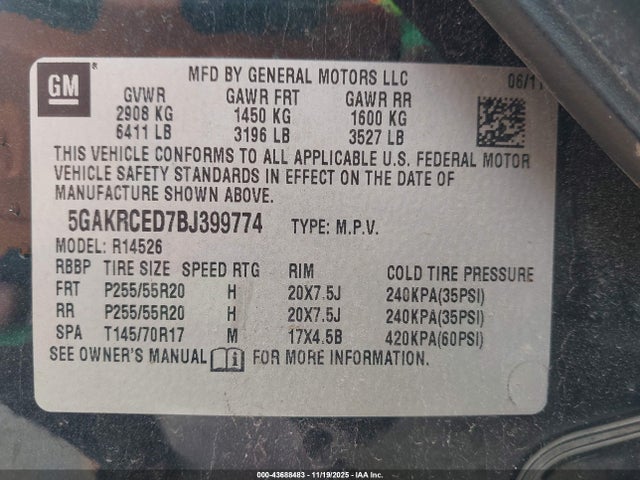 GM ®
MFD BY GENERAL MOTORS LLC
06/11
GVWR GAWR FRT GAWR RR
2908 KG 1450 KG 1600 KG
6411 LB 3196 LB 3527 LB
THIS VEHICLE CONFORMS TO ALL APPLICABLE U.S. FEDERAL MOTOR
VEHICLE SAFETY STANDARDS IN EFFECT ON THE DATE OF
MANUFACTURE SHOWN ABOVE.
5GAKRCED7BJ399774 TYPE: M.P.V.
MODEL: R14526
RBBP TIRE SIZE SPEED RTG RIM COLD TIRE PRESSURE
FRT P255/55R20 H 20X7.5J 240KPA(35PSI)
RR P255/55R20 H 20X7.5J 240KPA(35PSI)
SPA T145/70R17 M 17X4.5B 420KPA(60PSI)
SEE OWNER'S MANUAL FOR MORE INFORMATION.
000-43688483 - 11/19/2025 - IAA Inc.